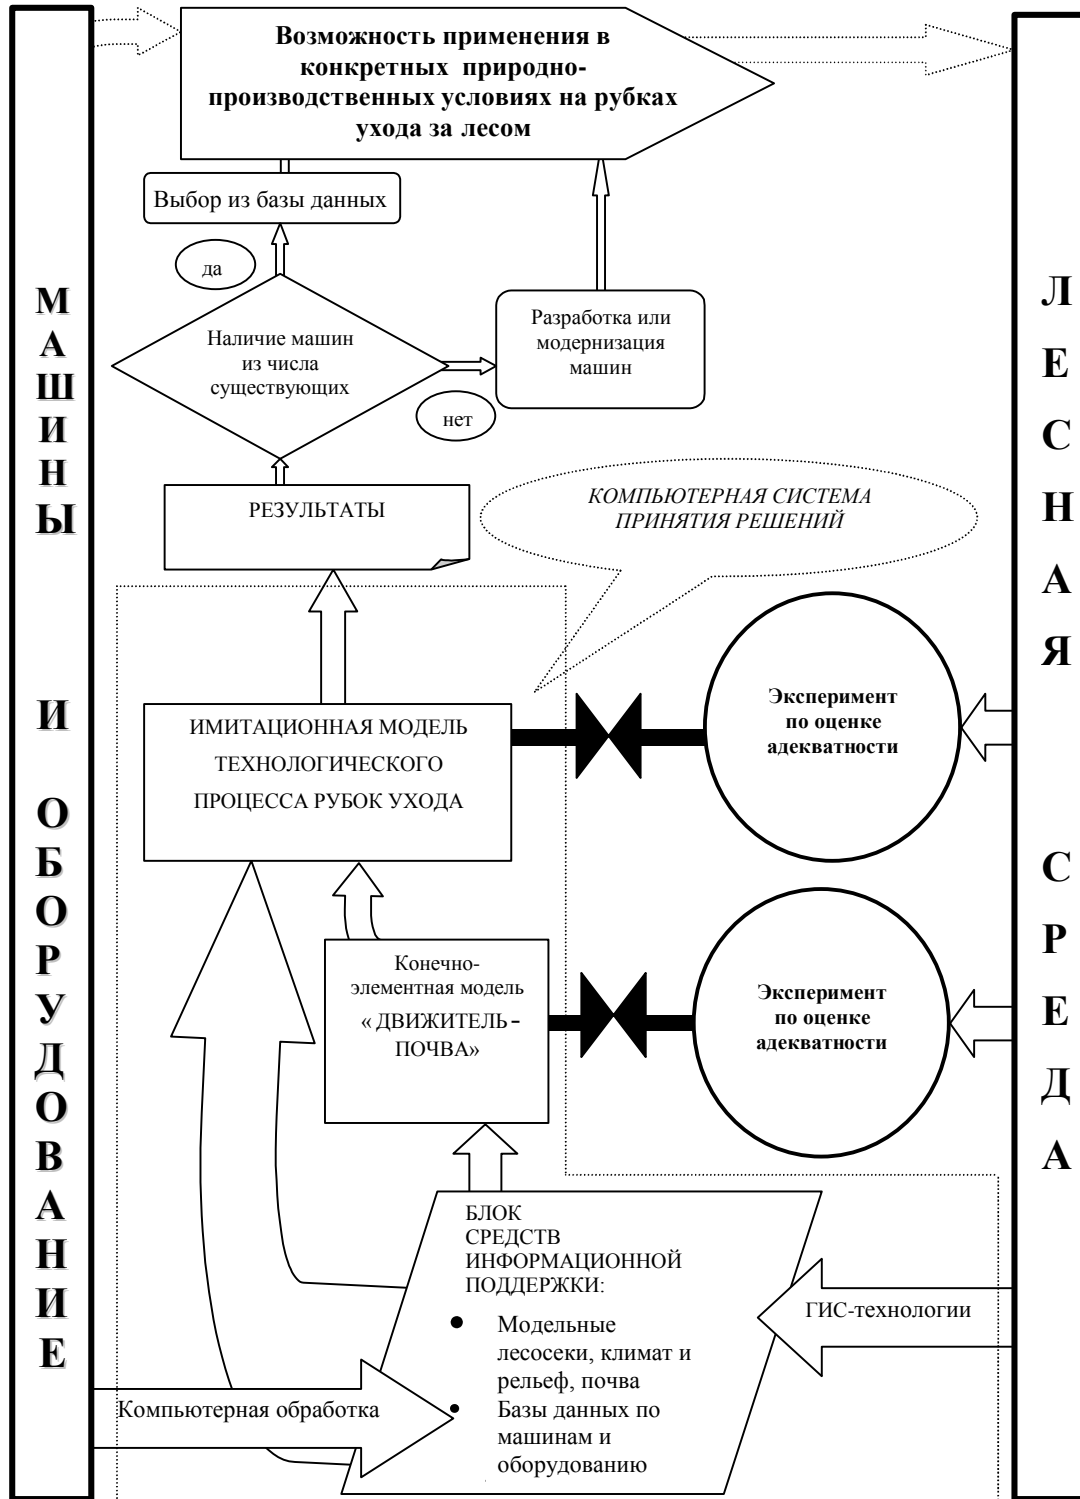 Возможность применения в
конкретных природно-
производственных условиях на рубках
ухода за лесом
Выбор из базы данных
да
Наличие машин
из числа
существующих
Разработка или
модернизация
машин
нет
РЕЗУЛЬТАТЫ
КОМПЬЮТЕРНАЯ СИСТЕМА
ПРИНЯТИЯ РЕШЕНИЙ
ИМИТАЦИОННАЯ МОДЕЛЬ
ТЕХНОЛОГИЧЕСКОГО
ПРОЦЕССА РУБОК УХОДА
Эксперимент
по оценке
адекватности
Конечно-
элементная модель
« ДВИЖИТЕЛЬ-
ПОЧВА»
Эксперимент
по оценке
адекватности
БЛОК
СРЕДСТВ
ИНФОРМАЦИОННОЙ
ПОДДЕРЖКИ:
• Модельные
лесосеки, климат и
рельеф, почва
• Базы данных по
машинам и
оборудованию
ГИС-технологии
Компьютерная обработка
МАШИНЫ И ОБОРУДОВАНИЕ
ЛЕСНАЯ СРЕДА